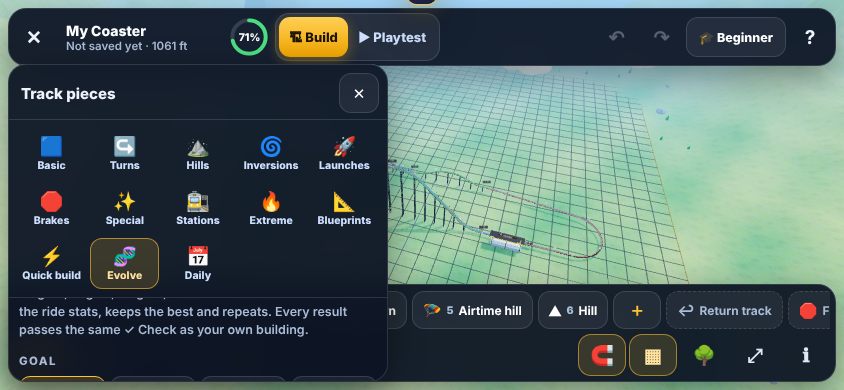 My Coaster
Not saved yet · 1061 ft
71%
Build
Playtest
Beginner
?
Track pieces
Basic
Turns
Hills
Inversions
Launches
Brakes
Special
Stations
Extreme
Blueprints
Quick build
Evolve
Daily
the ride stats, keeps the best and repeats. Every result
passes the same ✓ Check as your own building.
GOAL
5 Airtime hill
6 Hill
+
Return track